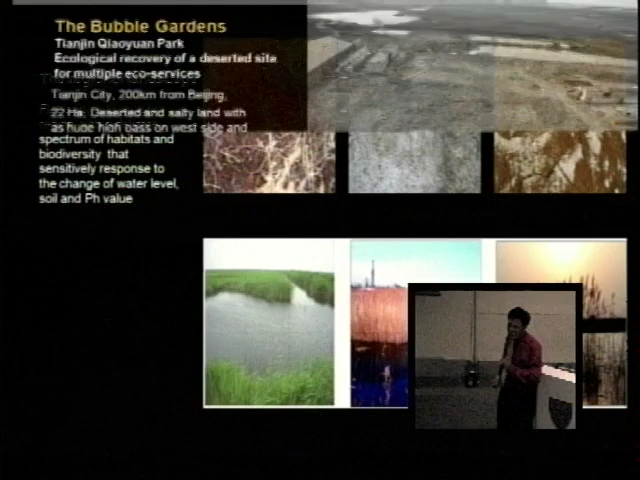 The Bubble Gardens
Tianjin Qiaoyuan Park
Ecological recovery of a deserted site
for multiple eco-services
Tianjin City, 200km from Beijing,
22 Ha, Deserted and salty land with
as huge high pass on west side and
spectrum of habitats and
biodiversity that
sensitively response to
the change of water level,
soil and Ph value